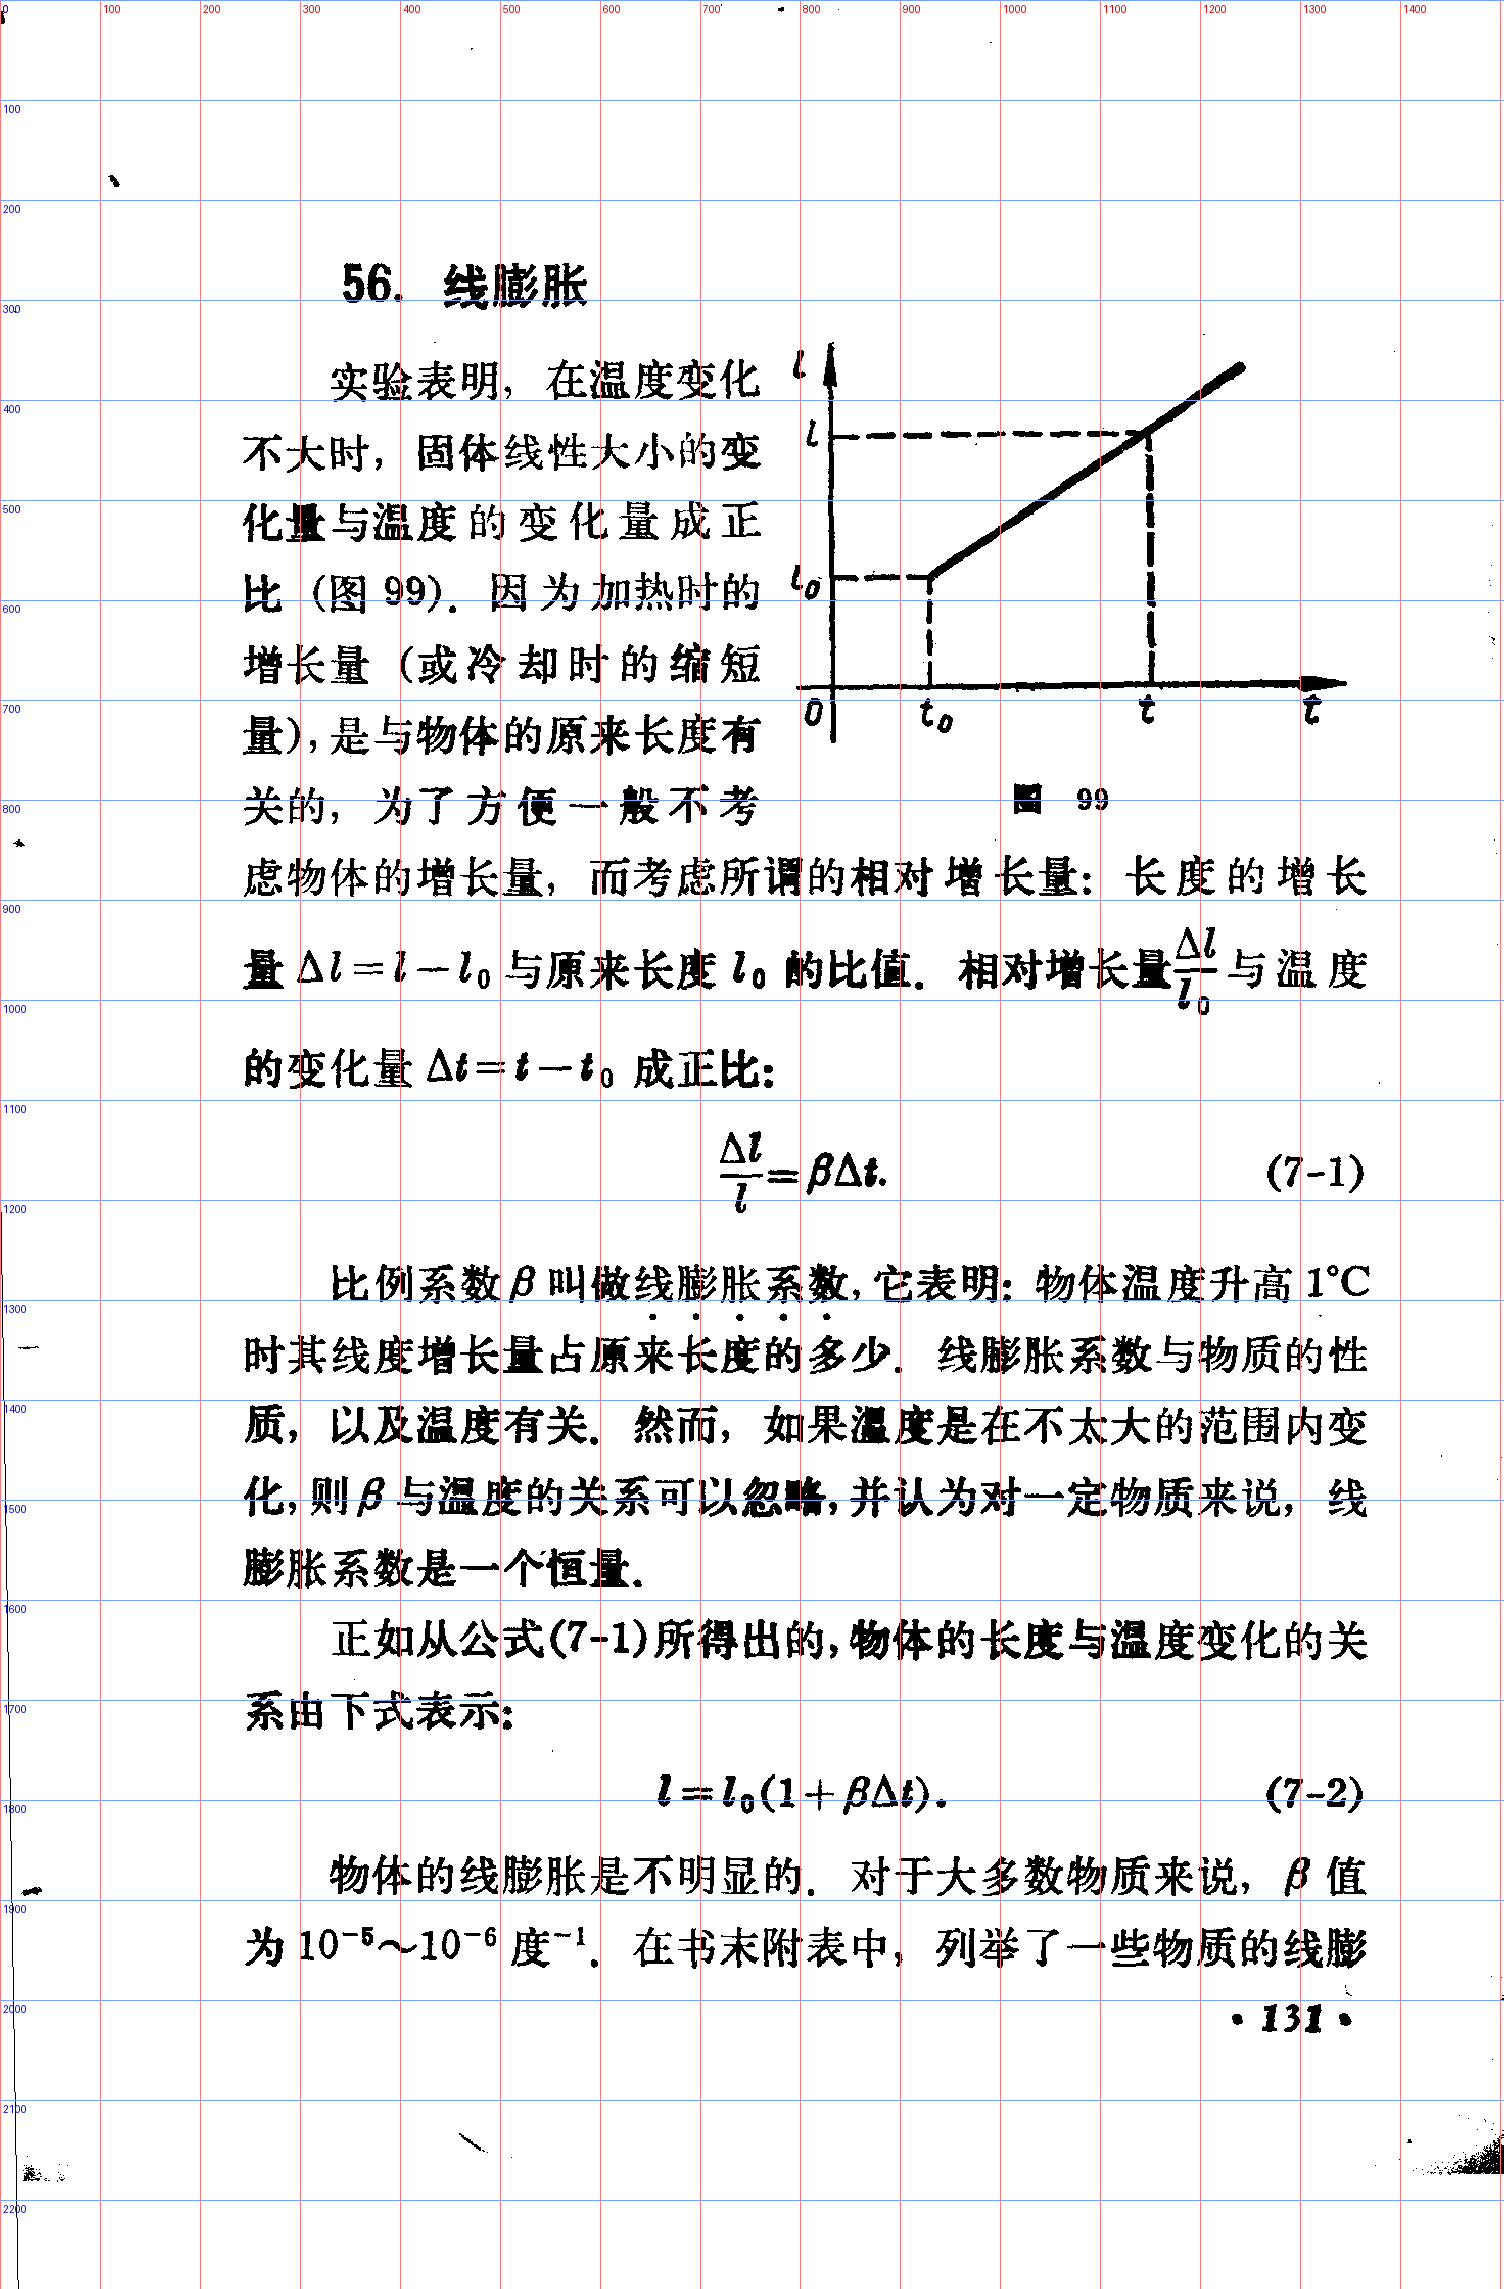 56. 线膨胀
实验表明，在温度变化
不大时，固体线性大小的变
化量与温度的变化量成正
比（图 99）．因为加热时的
增长量（或冷却时的缩短
量），是与物体的原来长度有
关的，为了方便一般不考
l
l
l₀
O
t₀
t
t
图 99
虑物体的增长量，而考虑所谓的相对增长量：长度的增长
量 Δl＝l－l₀ 与原来长度 l₀ 的比值．相对增长量Δl/l₀与温度
的变化量 Δt＝t－t₀ 成正比：
Δl/l＝βΔt. (7-1)
比例系数 β 叫做线膨胀系数，它表明：物体温度升高 1°C
时其线度增长量占原来长度的多少．线膨胀系数与物质的性
质，以及温度有关．然而，如果温度是在不太大的范围内变
化，则 β 与温度的关系可以忽略，并认为对一定物质来说，线
膨胀系数是一个恒量．
正如从公式(7-1)所得出的，物体的长度与温度变化的关
系由下式表示：
l＝l₀(1＋βΔt). (7-2)
物体的线膨胀是不明显的．对于大多数物质来说，β 值
为 10⁻⁵～10⁻⁶ 度⁻¹．在书末附表中，列举了一些物质的线膨
• 131 •